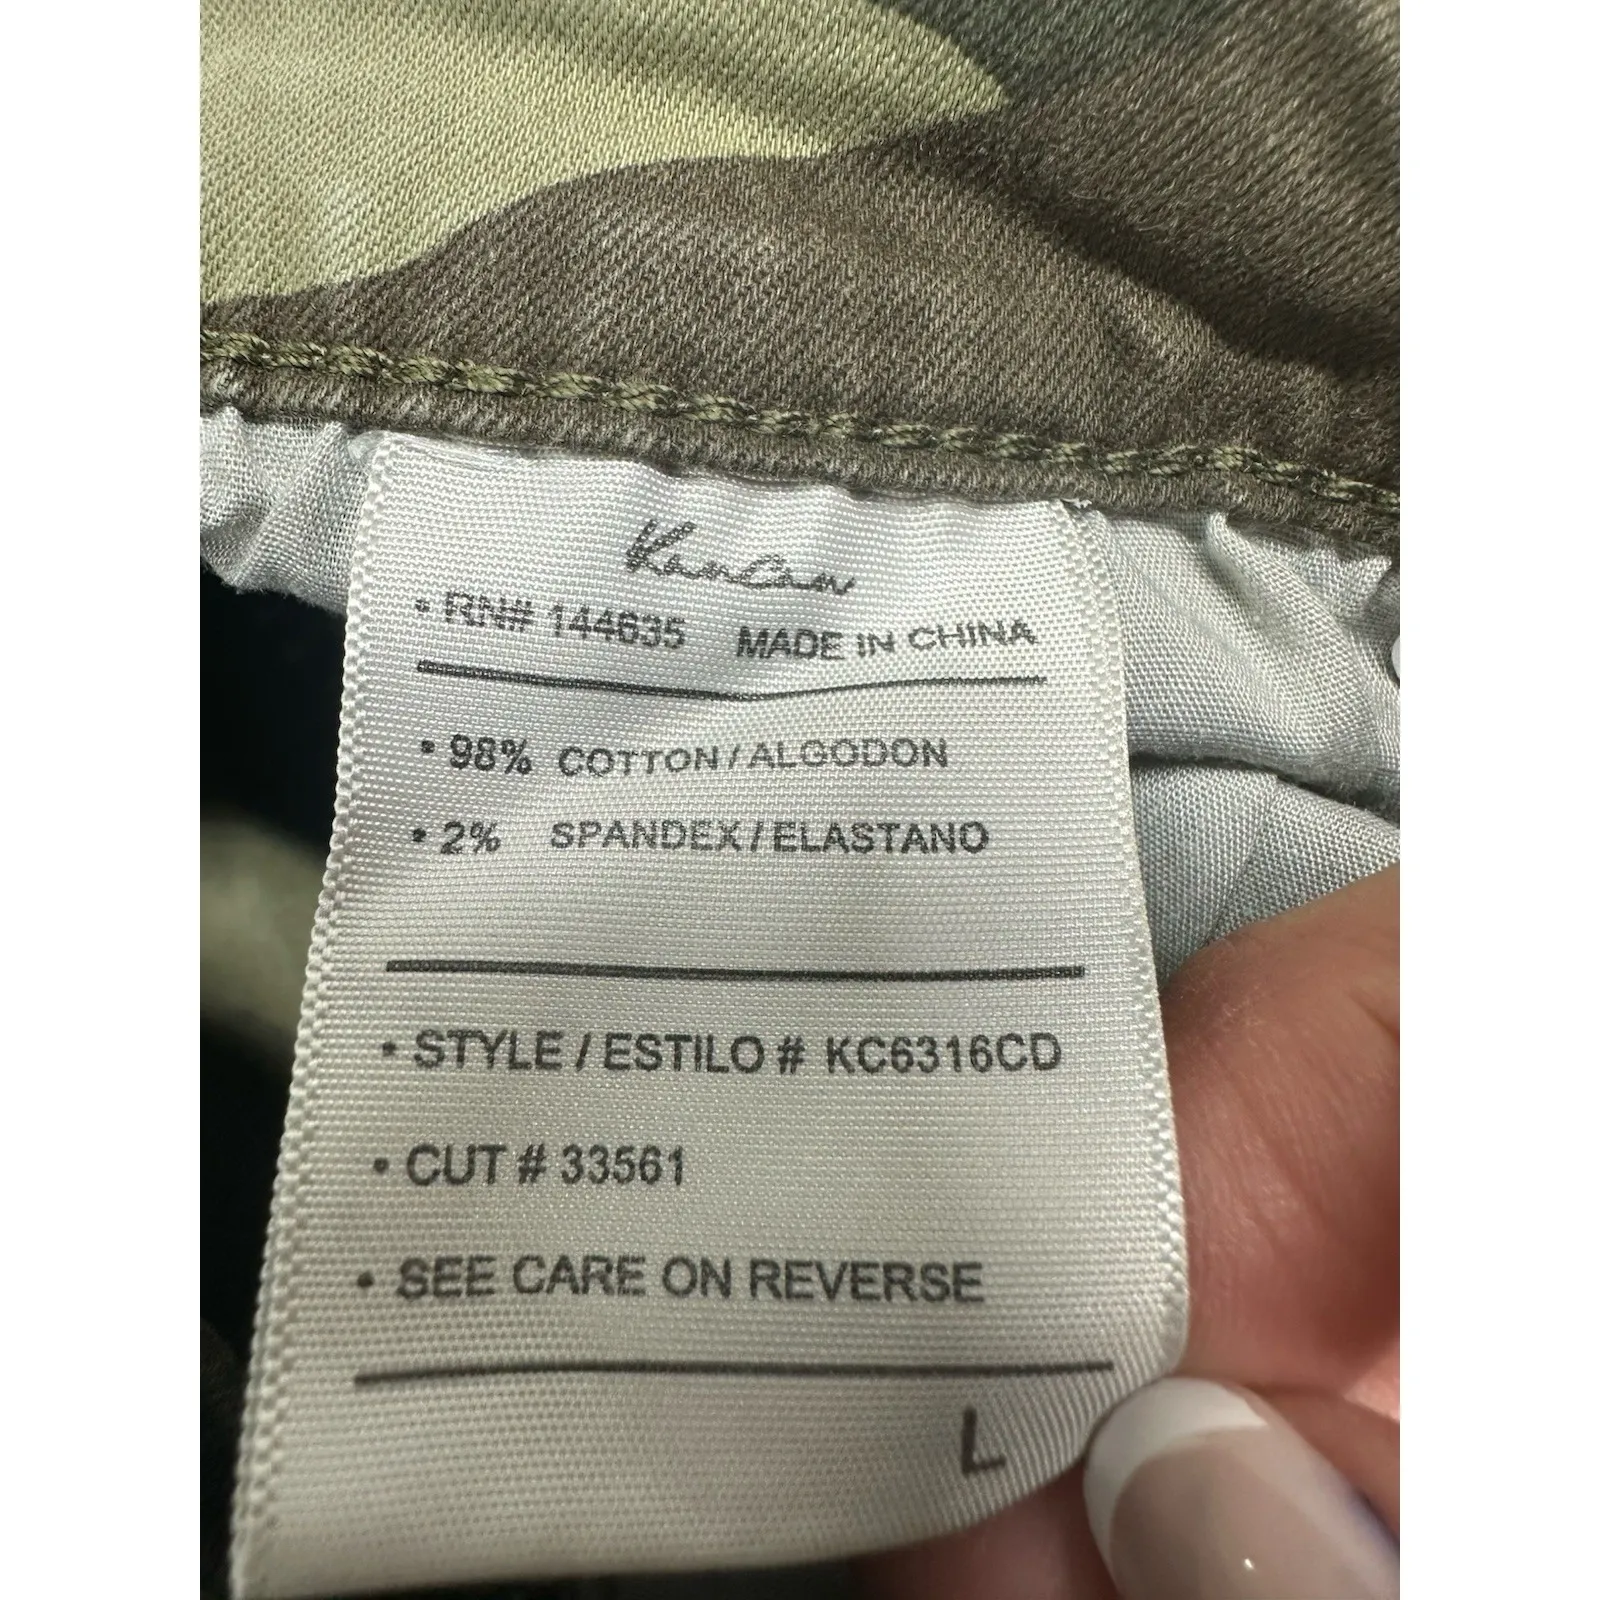 KanCan
• RN# 144635 MADE IN CHINA
• 98% COTTON / ALGODON
• 2% SPANDEX / ELASTANO
• STYLE / ESTILO # KC6316CD
• CUT # 33561
• SEE CARE ON REVERSE
L